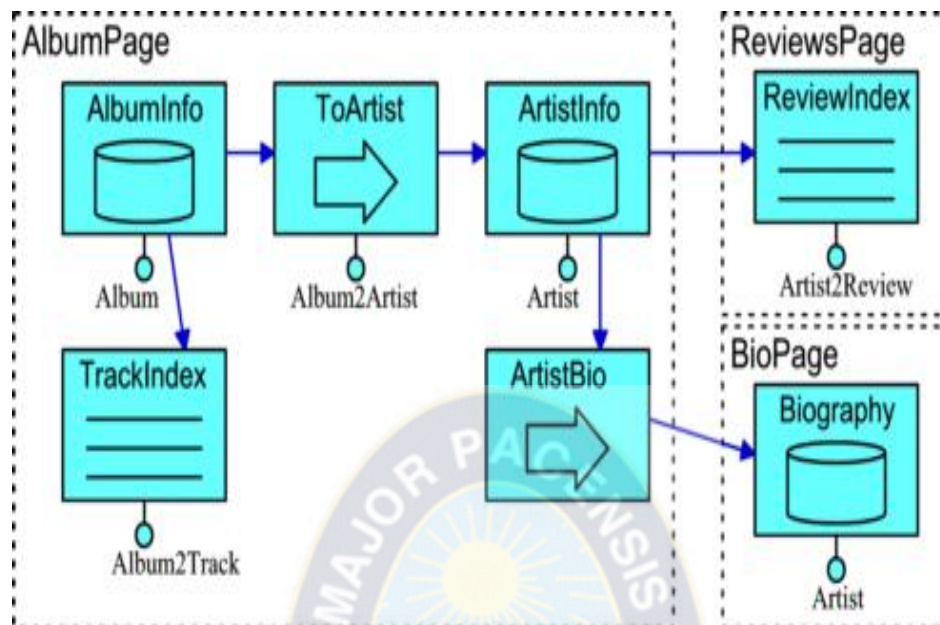 AlbumPage
AlbumInfo
ToArtist
ArtistInfo
Album
Album2Artist
Artist
TrackIndex
ArtistBio
Album2Track
ReviewsPage
ReviewIndex
Artist2Review
BioPage
Biography
Artist
MAJOR PACENSIS